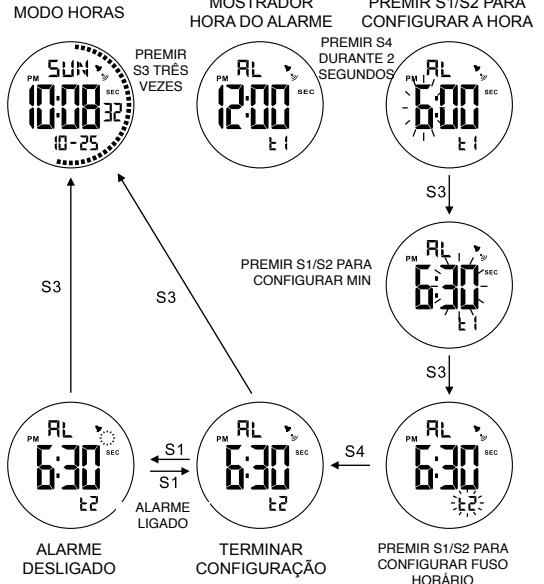 MODO HORAS
MOSTRADOR
HORA DO ALARME
PREMIR S1/S2 PARA
CONFIGURAR A HORA
PREMIR
S3 TRÊS
VEZES
PREMIR S4
DURANTE 2
SEGUNDOS
SUN
PM
SEC
10:08 32
10-25
AL
PM
SEC
12:00
t1
AL
PM
SEC
6:00
t1
S3
PREMIR S1/S2 PARA
CONFIGURAR MIN
AL
PM
SEC
6:30
t1
S3
S3
S3
AL
PM
SEC
6:30
t2
S1
S1
ALARME
LIGADO
AL
PM
SEC
6:30
t2
S4
AL
PM
SEC
6:30
t2
ALARME
DESLIGADO
TERMINAR
CONFIGURAÇÃO
PREMIR S1/S2 PARA
CONFIGURAR FUSO
HORÁRIO